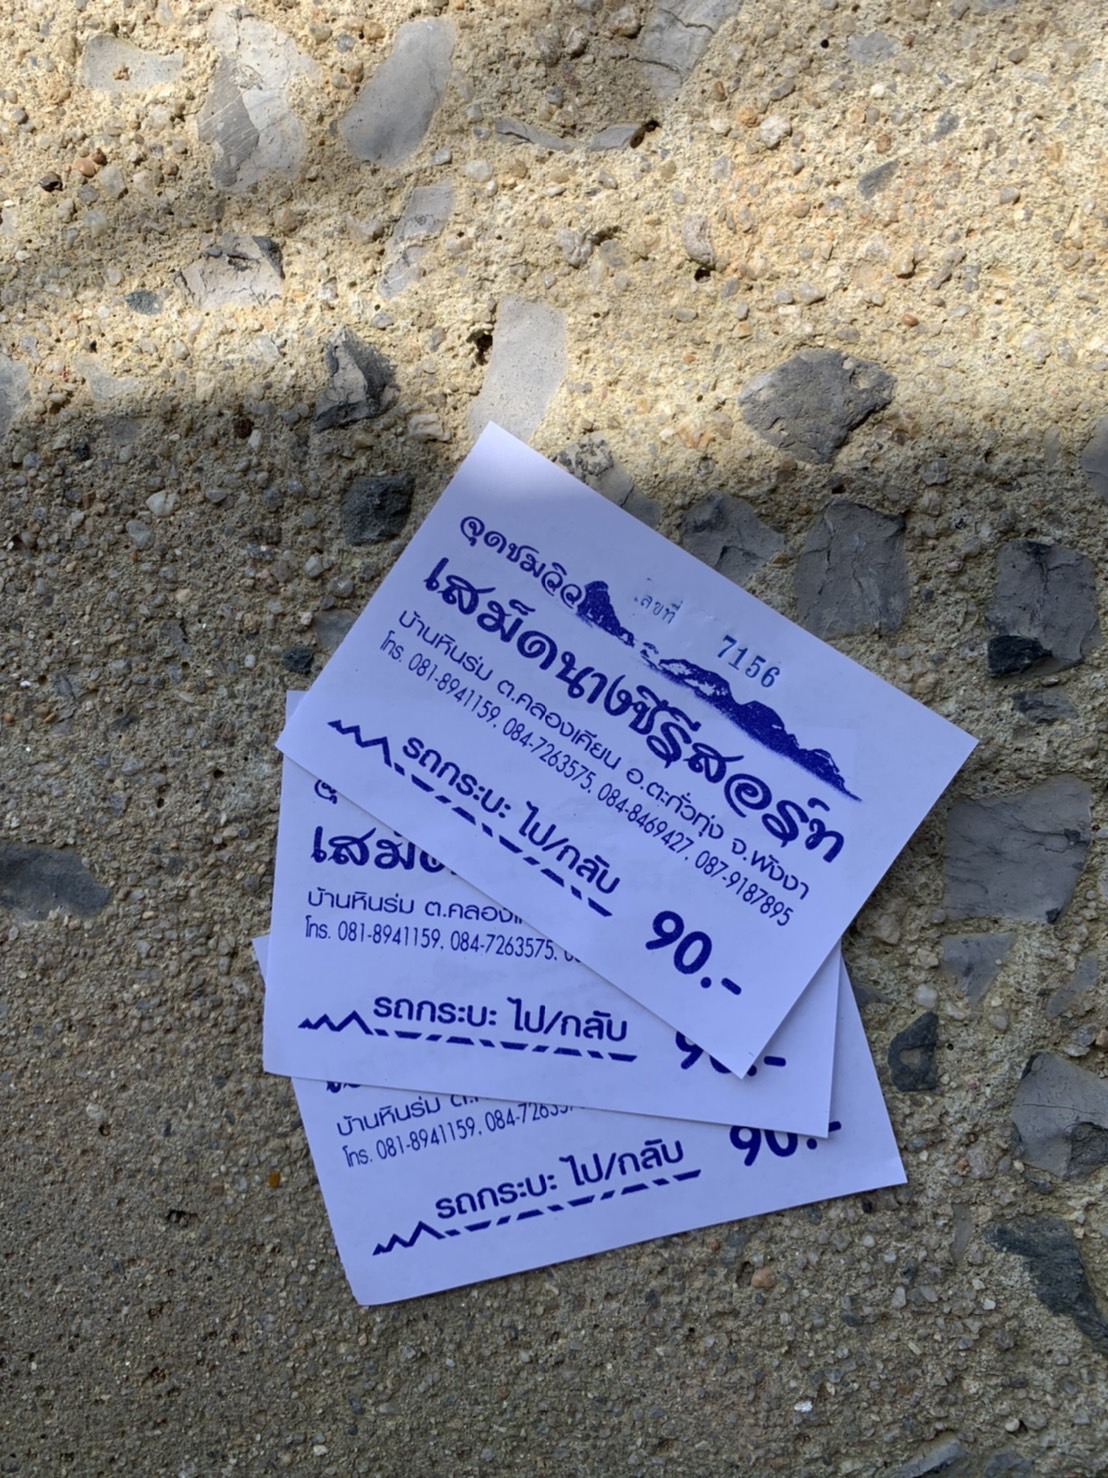 จุดชมวิว
เลขที่ 7156
เสม็ดนางชีรีสอร์ท
บ้านหินร่ม ต.คลองเคียน อ.ตะกั่วทุ่ง จ.พังงา
โทร. 081-8941159, 084-7263575, 084-8469427, 087-9187895
รถกระบะ ไป/กลับ
90.-
เสม็ด
บ้านหินร่ม ต.คลองเ
โทร. 081-8941159, 084-7263575,
รถกระบะ ไป/กลับ
90.-
บ้านหินร่ม ต.
โทร. 081-8941159, 084-72635
รถกระบะ ไป/กลับ
90.-